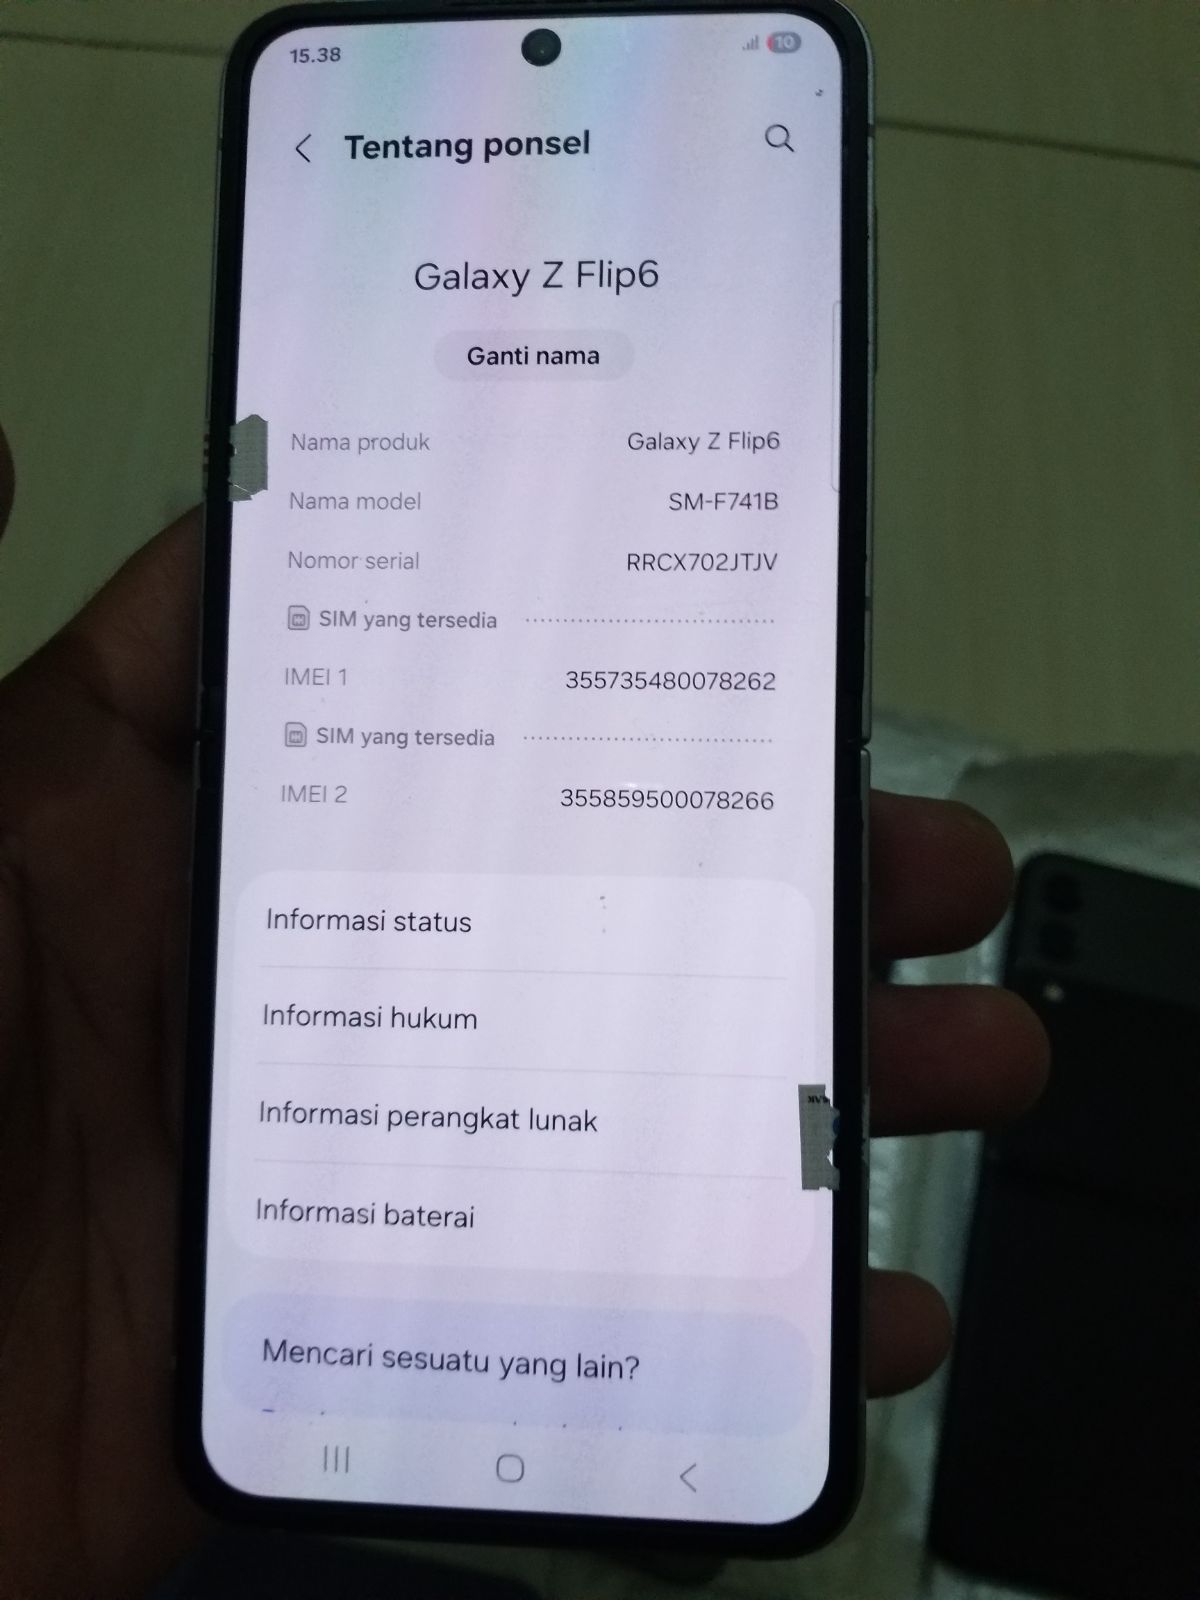 15.38
10
Tentang ponsel
Galaxy Z Flip6
Ganti nama
Nama produk Galaxy Z Flip6
Nama model SM-F741B
Nomor serial RRCX702JTJV
SIM yang tersedia
IMEI 1 355735480078262
SIM yang tersedia
IMEI 2 355859500078266
Informasi status
Informasi hukum
Informasi perangkat lunak
Informasi baterai
Mencari sesuatu yang lain?